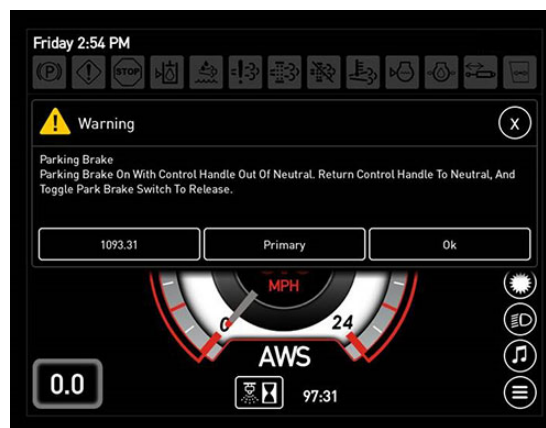 Friday 2:54 PM
P
STOP
Warning
X
Parking Brake
Parking Brake On With Control Handle Out Of Neutral. Return Control Handle To Neutral, And
Toggle Park Brake Switch To Release.
1093.31 Primary Ok
MPH
0 24
AWS
0.0
97:31